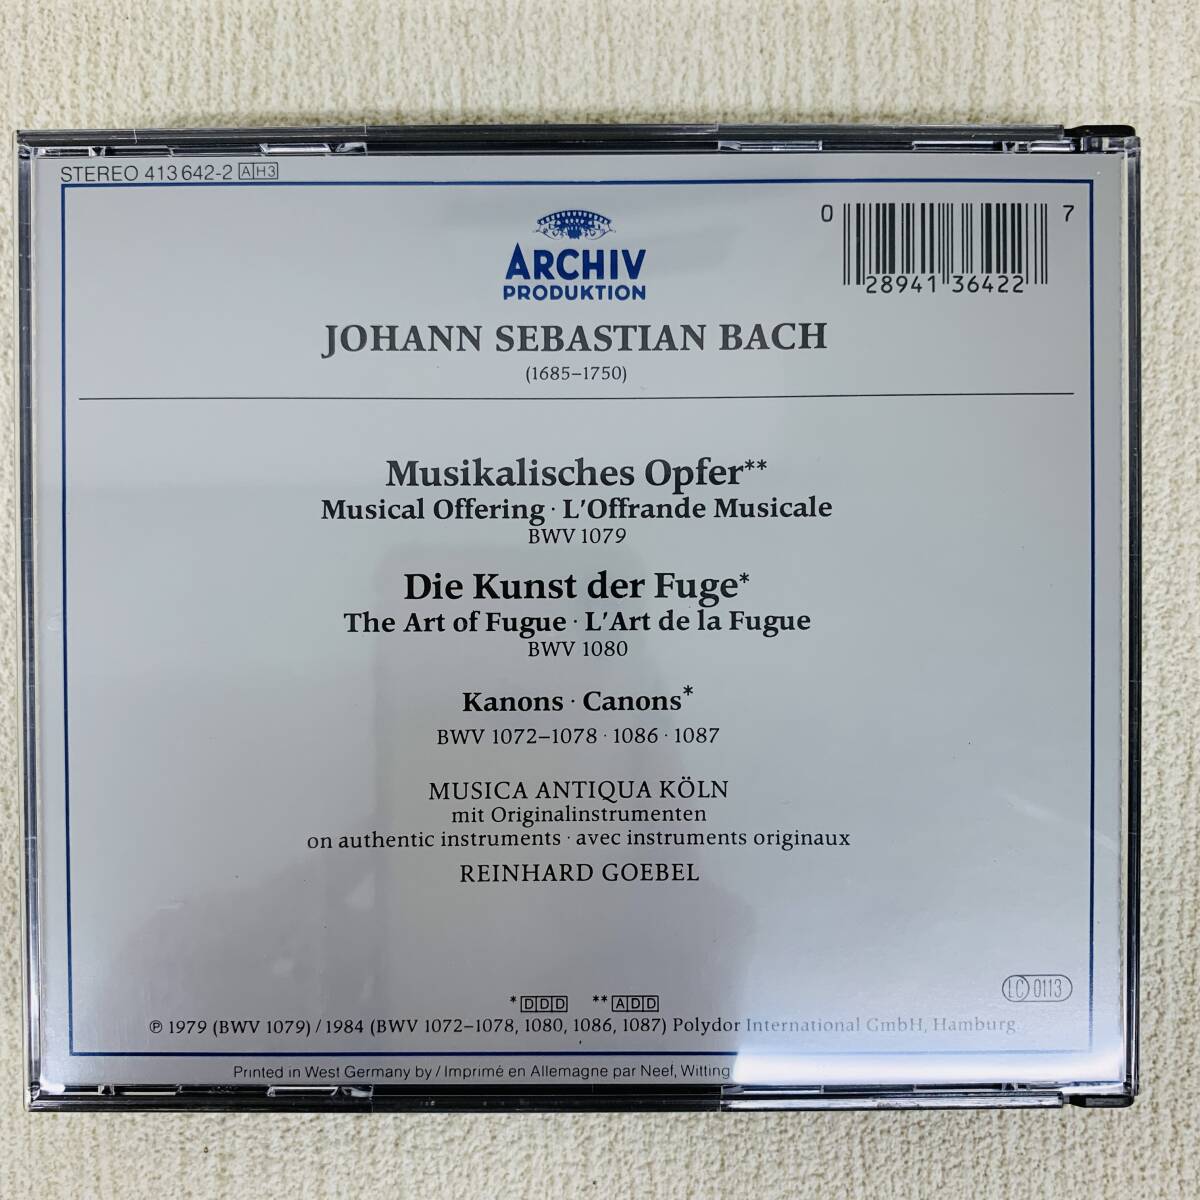 STEREO 413 642-2 A H3
0 28941 36422 7
ARCHIV
PRODUKTION
JOHANN SEBASTIAN BACH
(1685–1750)
Musikalisches Opfer**
Musical Offering · L'Offrande Musicale
BWV 1079
Die Kunst der Fuge*
The Art of Fugue · L'Art de la Fugue
BWV 1080
Kanons · Canons*
BWV 1072–1078 · 1086 · 1087
MUSICA ANTIQUA KÖLN
mit Originalinstrumenten
on authentic instruments · avec instruments originaux
REINHARD GOEBEL
LC 0113
* DDD ** ADD
℗ 1979 (BWV 1079) / 1984 (BWV 1072–1078, 1080, 1086, 1087) Polydor International GmbH, Hamburg
Printed in West Germany by / Imprimé en Allemagne par Neef, Witting